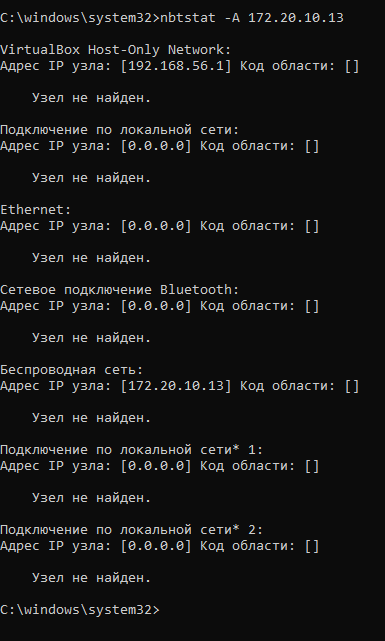 C:\windows\system32>nbtstat -A 172.20.10.13
VirtualBox Host-Only Network:
Адрес IP узла: [192.168.56.1] Код области: []
Узел не найден.
Подключение по локальной сети:
Адрес IP узла: [0.0.0.0] Код области: []
Узел не найден.
Ethernet:
Адрес IP узла: [0.0.0.0] Код области: []
Узел не найден.
Сетевое подключение Bluetooth:
Адрес IP узла: [0.0.0.0] Код области: []
Узел не найден.
Беспроводная сеть:
Адрес IP узла: [172.20.10.13] Код области: []
Узел не найден.
Подключение по локальной сети* 1:
Адрес IP узла: [0.0.0.0] Код области: []
Узел не найден.
Подключение по локальной сети* 2:
Адрес IP узла: [0.0.0.0] Код области: []
Узел не найден.
C:\windows\system32>